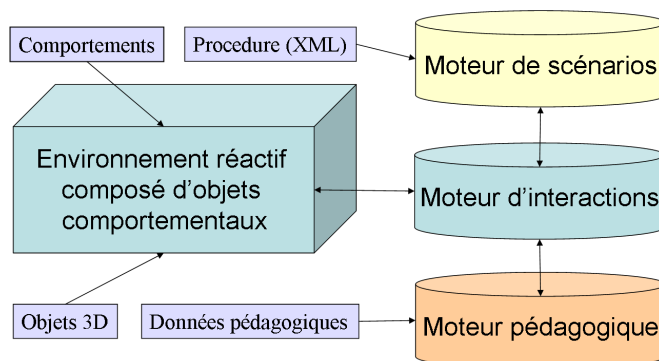 Comportements
Procedure (XML)
Moteur de scénarios
Environnement réactif
composé d'objets
comportementaux
Moteur d'interactions
Objets 3D
Données pédagogiques
Moteur pédagogique